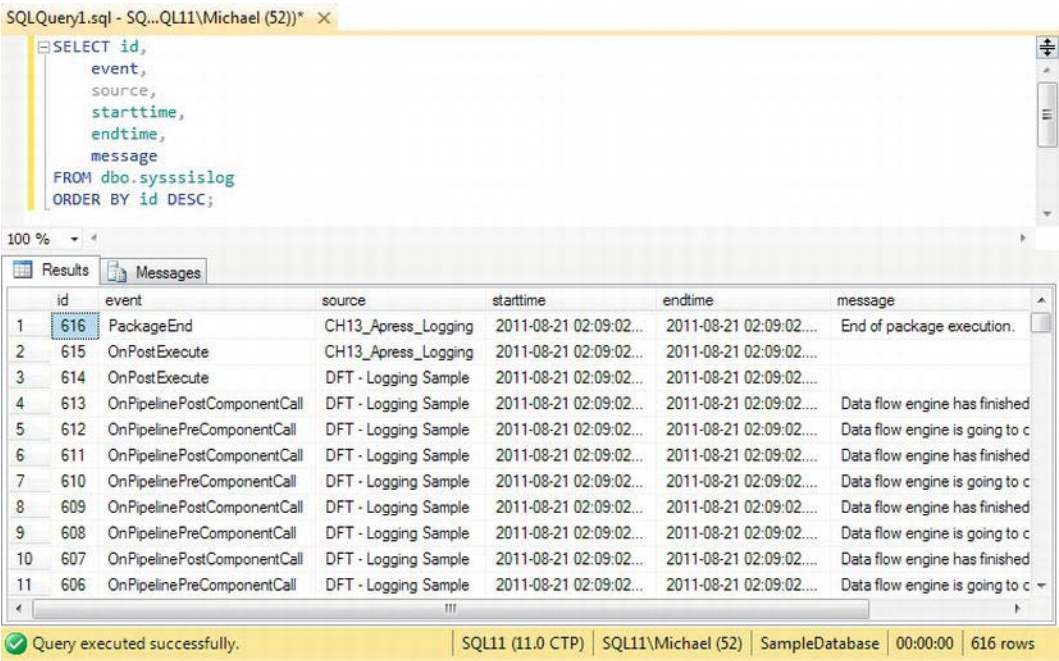 SQLQuery1.sql - SQ...QL11\Michael (52))*
SELECT id,
event,
source,
starttime,
endtime,
message
FROM dbo.sysssislog
ORDER BY id DESC;
100 %
Results Messages
id event source starttime endtime message
1 616 PackageEnd CH13_Apress_Logging 2011-08-21 02:09:02... 2011-08-21 02:09:02.... End of package execution.
2 615 OnPostExecute CH13_Apress_Logging 2011-08-21 02:09:02... 2011-08-21 02:09:02....
3 614 OnPostExecute DFT - Logging Sample 2011-08-21 02:09:02... 2011-08-21 02:09:02....
4 613 OnPipelinePostComponentCall DFT - Logging Sample 2011-08-21 02:09:02... 2011-08-21 02:09:02.... Data flow engine has finished
5 612 OnPipelinePreComponentCall DFT - Logging Sample 2011-08-21 02:09:02... 2011-08-21 02:09:02.... Data flow engine is going to c
6 611 OnPipelinePostComponentCall DFT - Logging Sample 2011-08-21 02:09:02... 2011-08-21 02:09:02.... Data flow engine has finished
7 610 OnPipelinePreComponentCall DFT - Logging Sample 2011-08-21 02:09:02... 2011-08-21 02:09:02.... Data flow engine is going to c
8 609 OnPipelinePostComponentCall DFT - Logging Sample 2011-08-21 02:09:02... 2011-08-21 02:09:02.... Data flow engine has finished
9 608 OnPipelinePreComponentCall DFT - Logging Sample 2011-08-21 02:09:02... 2011-08-21 02:09:02.... Data flow engine is going to c
10 607 OnPipelinePostComponentCall DFT - Logging Sample 2011-08-21 02:09:02... 2011-08-21 02:09:02.... Data flow engine has finished
11 606 OnPipelinePreComponentCall DFT - Logging Sample 2011-08-21 02:09:02... 2011-08-21 02:09:02.... Data flow engine is going to c
Query executed successfully. SQL11 (11.0 CTP) SQL11\Michael (52) SampleDatabase 00:00:00 616 rows